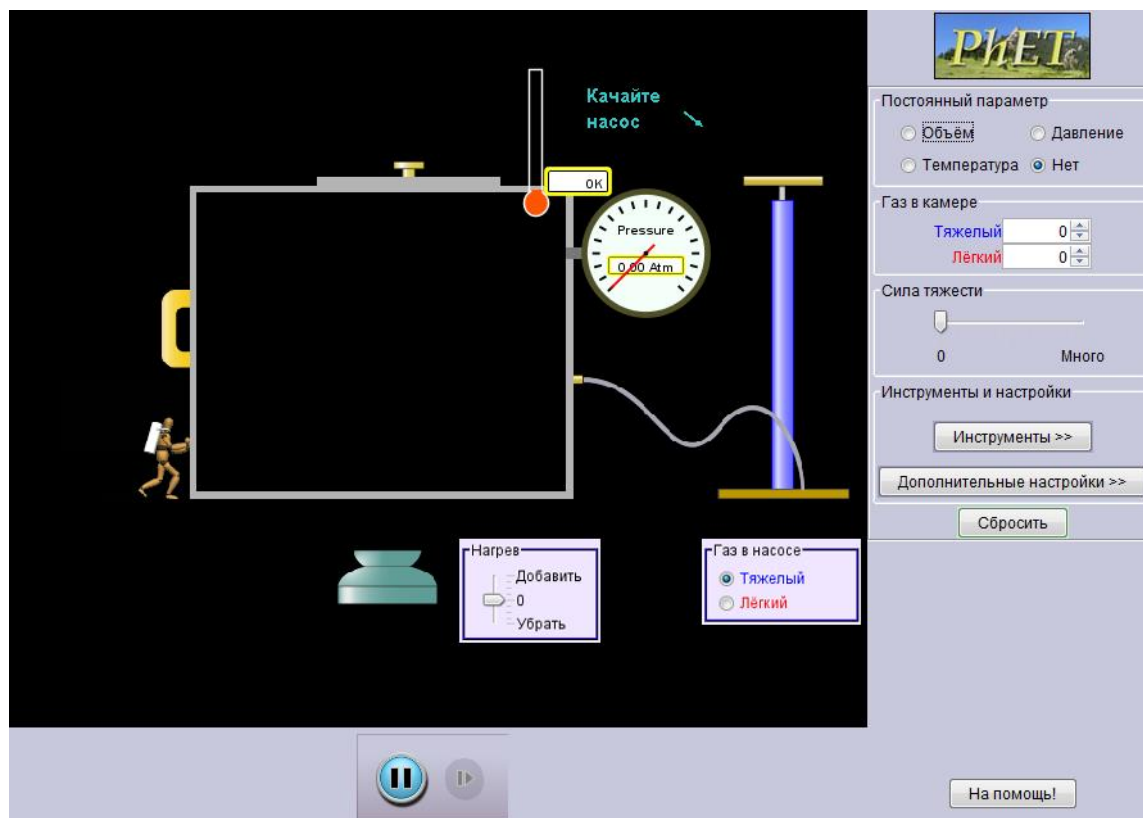 PhET
Качайте
насос
0K
Pressure
0,00 Atm
Постоянный параметр
Объём
Давление
Температура
Нет
Газ в камере
Тяжелый 0
Лёгкий 0
Сила тяжести
0 Много
Инструменты и настройки
Инструменты >>
Дополнительные настройки >>
Сбросить
Нагрев
Добавить
0
Убрать
Газ в насосе
Тяжелый
Лёгкий
На помощь!